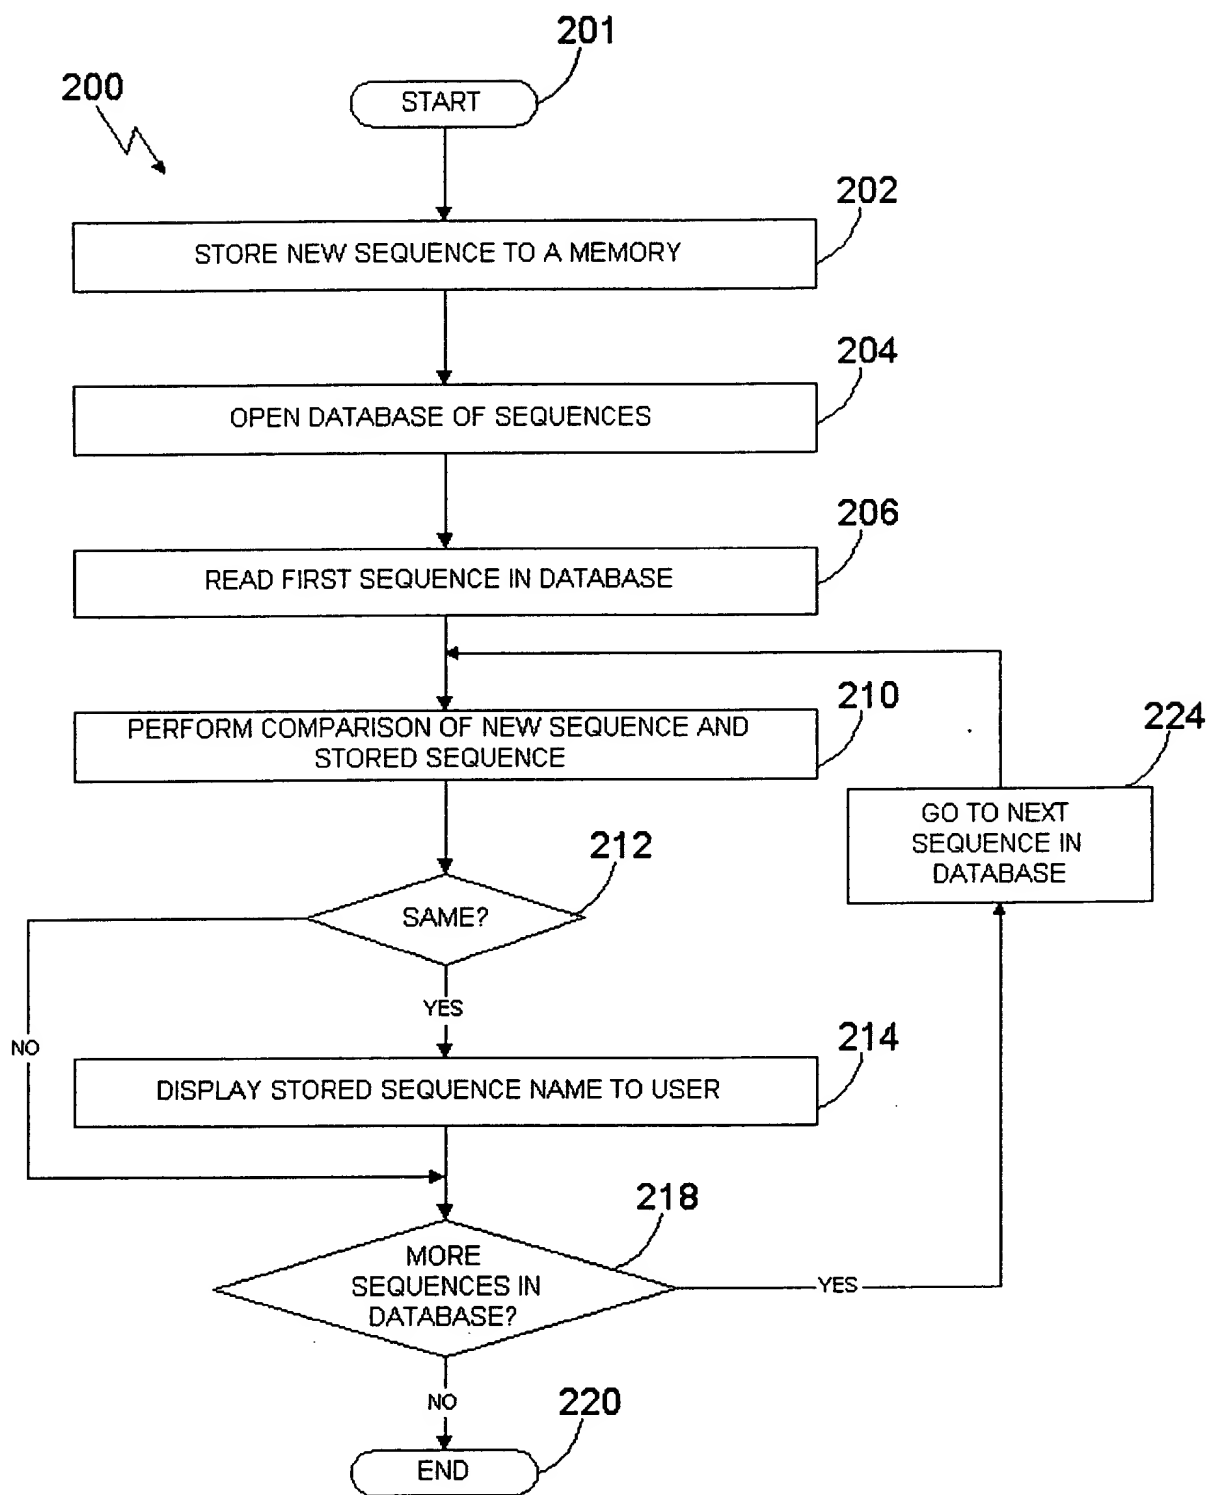 201
200
START
202
STORE NEW SEQUENCE TO A MEMORY
204
OPEN DATABASE OF SEQUENCES
206
READ FIRST SEQUENCE IN DATABASE
210
PERFORM COMPARISON OF NEW SEQUENCE AND
STORED SEQUENCE
224
GO TO NEXT
SEQUENCE IN
DATABASE
212
SAME?
YES
NO
214
DISPLAY STORED SEQUENCE NAME TO USER
218
MORE
SEQUENCES IN
DATABASE?
YES
NO
220
END